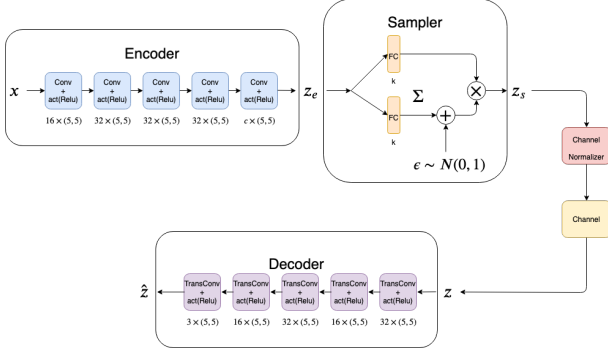 Encoder
x
Conv
+
act(Relu)
Conv
+
act(Relu)
Conv
+
act(Relu)
Conv
+
act(Relu)
Conv
+
act(Relu)
16 × (5, 5)
32 × (5, 5)
32 × (5, 5)
32 × (5, 5)
c × (5, 5)
z_e
Sampler
FC
k
Σ
FC
k
+
×
ϵ ∼ N(0, 1)
z_s
Channel
Normalizer
Channel
Decoder
ẑ
TransConv
+
act(Relu)
TransConv
+
act(Relu)
TransConv
+
act(Relu)
TransConv
+
act(Relu)
TransConv
+
act(Relu)
z
3 × (5, 5)
16 × (5, 5)
32 × (5, 5)
16 × (5, 5)
32 × (5, 5)